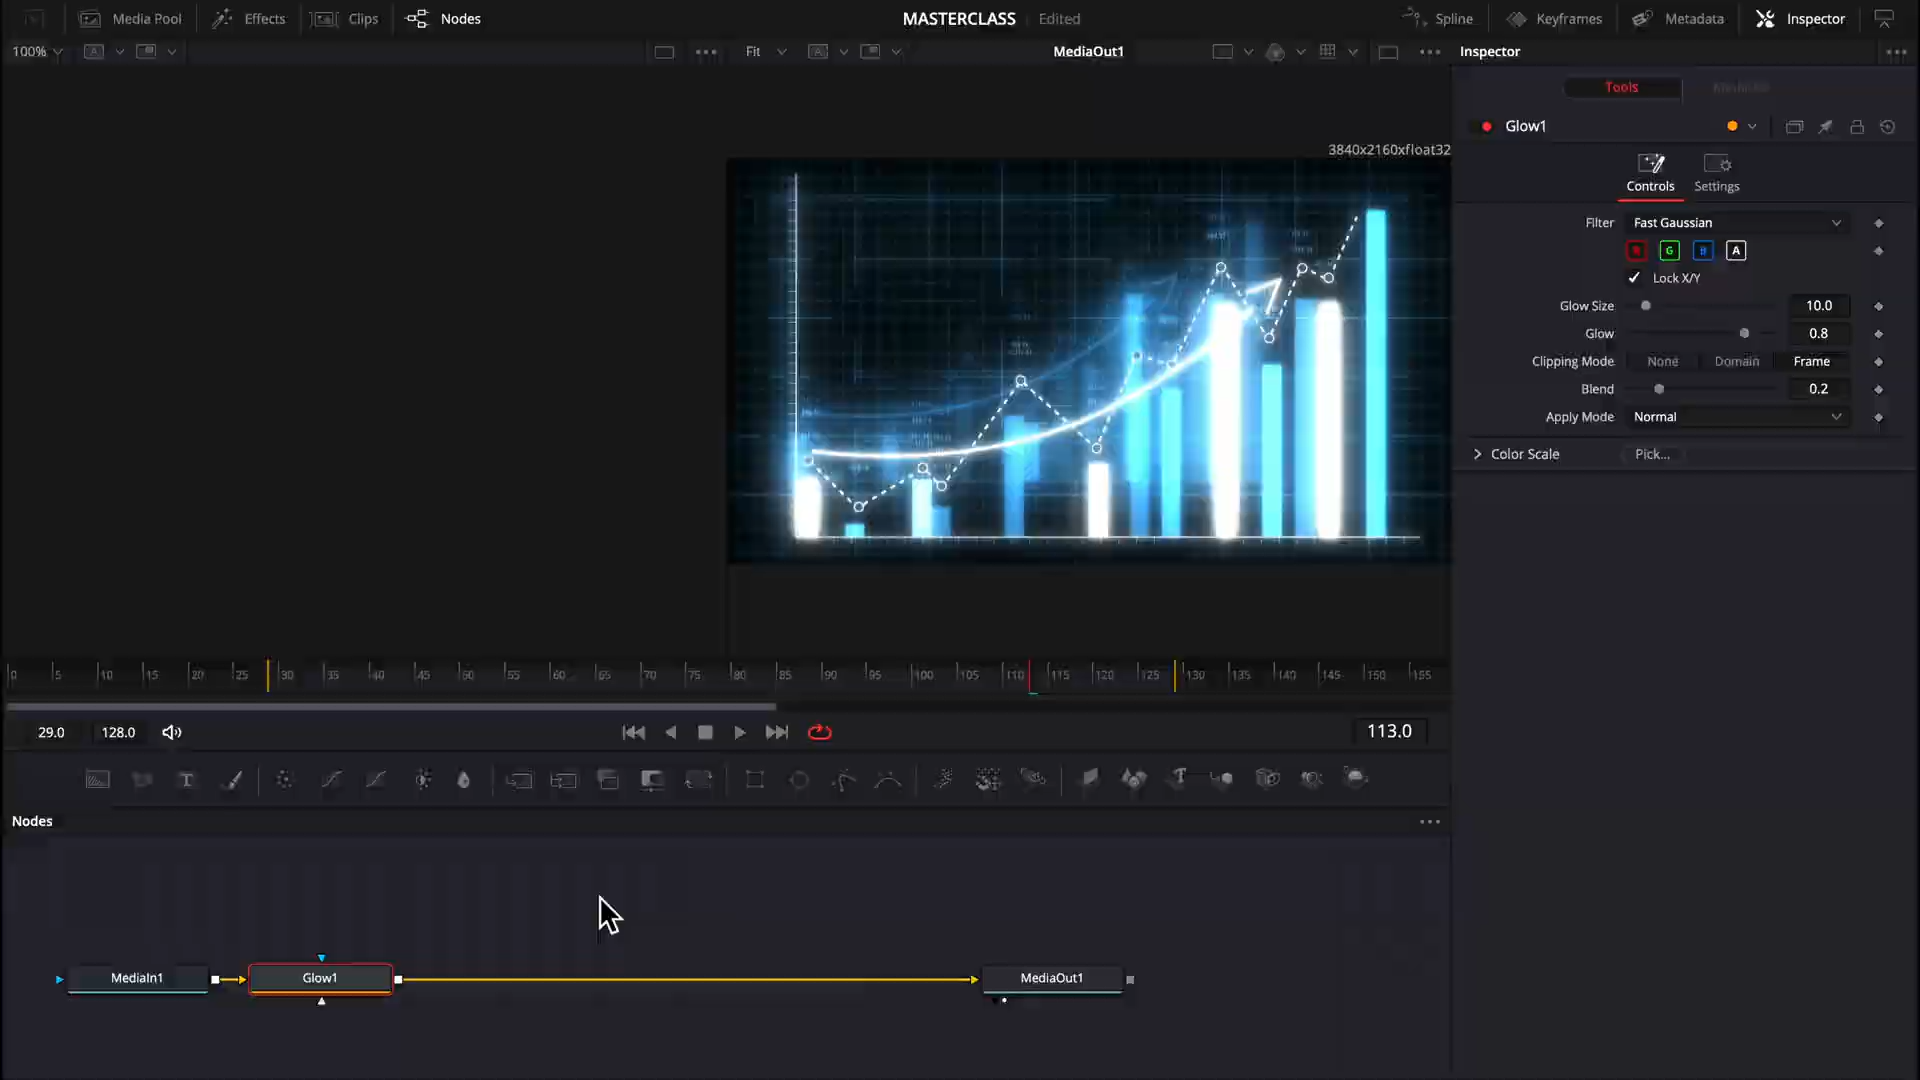 Media Pool Effects Clips Nodes MASTERCLASS Edited Spline Keyframes Metadata Inspector
100% Fit MediaOut1 Inspector
Tools
Glow1
3840x2160xfloat32
Controls Settings
Filter Fast Gaussian
R G B A
Lock X/Y
Glow Size 10.0
Glow 0.8
Clipping Mode None Domain Frame
Blend 0.2
Apply Mode Normal
Color Scale Pick...
0 5 10 15 20 25 30 35 40 45 50 55 60 65 70 75 80 85 90 95 100 105 110 115 120 125 130 135 140 145 150 155
29.0 128.0 113.0
Nodes
MediaIn1 Glow1 MediaOut1